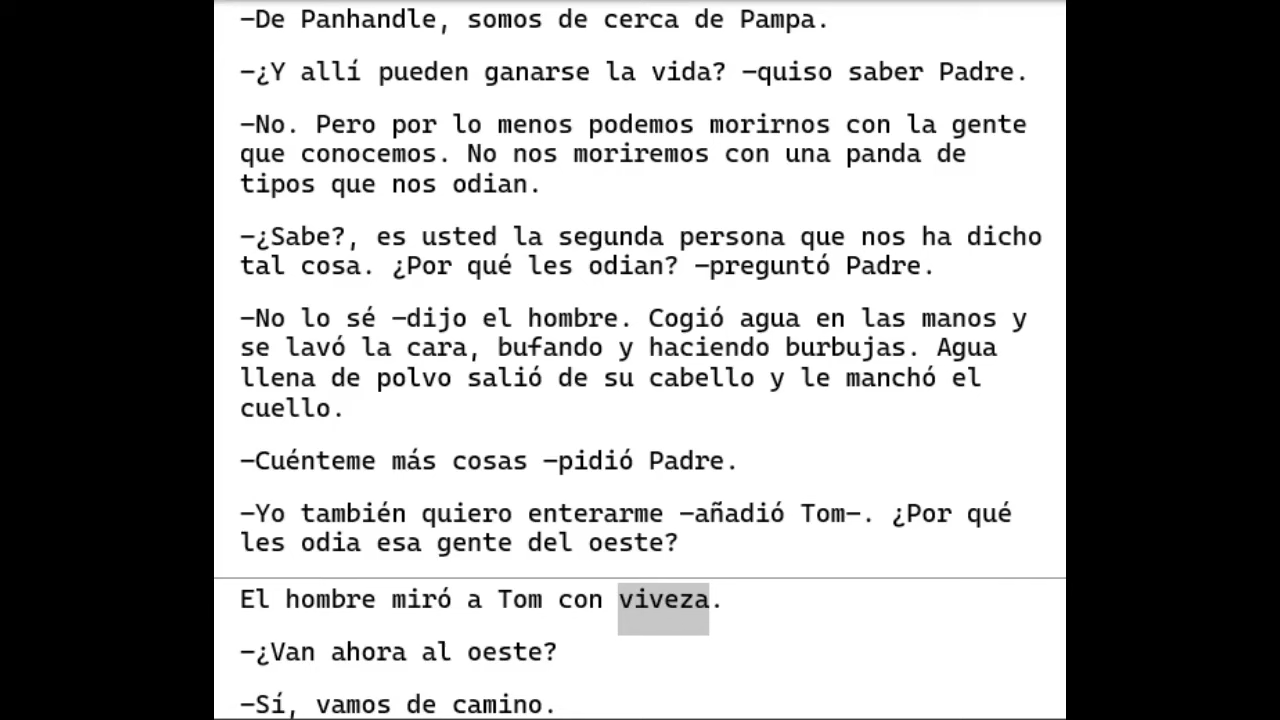 —De Panhandle, somos de cerca de Pampa.
—¿Y allí pueden ganarse la vida? —quiso saber Padre.
—No. Pero por lo menos podemos morirnos con la gente
que conocemos. No nos moriremos con una panda de
tipos que nos odian.
—¿Sabe?, es usted la segunda persona que nos ha dicho
tal cosa. ¿Por qué les odian? —preguntó Padre.
—No lo sé —dijo el hombre. Cogió agua en las manos y
se lavó la cara, bufando y haciendo burbujas. Agua
llena de polvo salió de su cabello y le manchó el
cuello.
—Cuénteme más cosas —pidió Padre.
—Yo también quiero enterarme —añadió Tom—. ¿Por qué
les odia esa gente del oeste?
El hombre miró a Tom con viveza.
—¿Van ahora al oeste?
—Sí, vamos de camino.